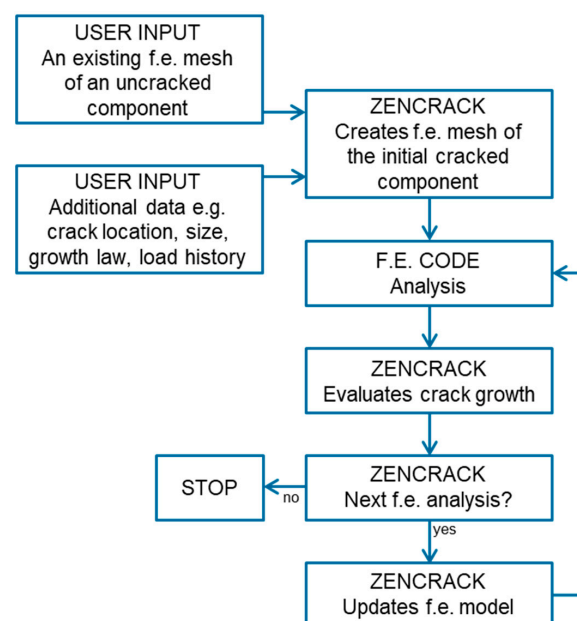 USER INPUT
An existing f.e. mesh
of an uncracked
component
USER INPUT
Additional data e.g.
crack location, size,
growth law, load history
ZENCRACK
Creates f.e. mesh of
the initial cracked
component
F.E. CODE
Analysis
ZENCRACK
Evaluates crack growth
ZENCRACK
Next f.e. analysis?
no
STOP
yes
ZENCRACK
Updates f.e. model